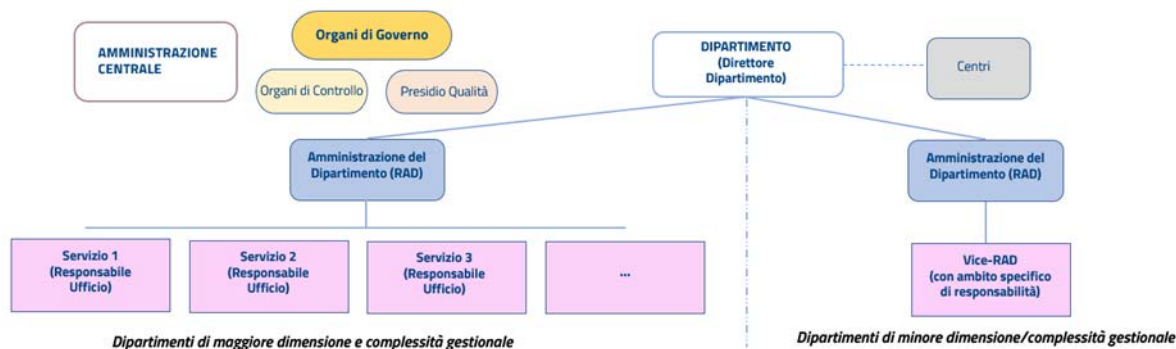 AMMINISTRAZIONE
CENTRALE
Organi di Governo
Organi di Controllo
Presidio Qualità
DIPARTIMENTO
(Direttore
Dipartimento)
Centri
Amministrazione del
Dipartimento (RAD)
Amministrazione del
Dipartimento (RAD)
Servizio 1
(Responsabile
Ufficio)
Servizio 2
(Responsabile
Ufficio)
Servizio 3
(Responsabile
Ufficio)
...
Vice-RAD
(con ambito specifico
di responsabilità)
Dipartimenti di maggiore dimensione e complessità gestionale
Dipartimenti di minore dimensione/complessità gestionale